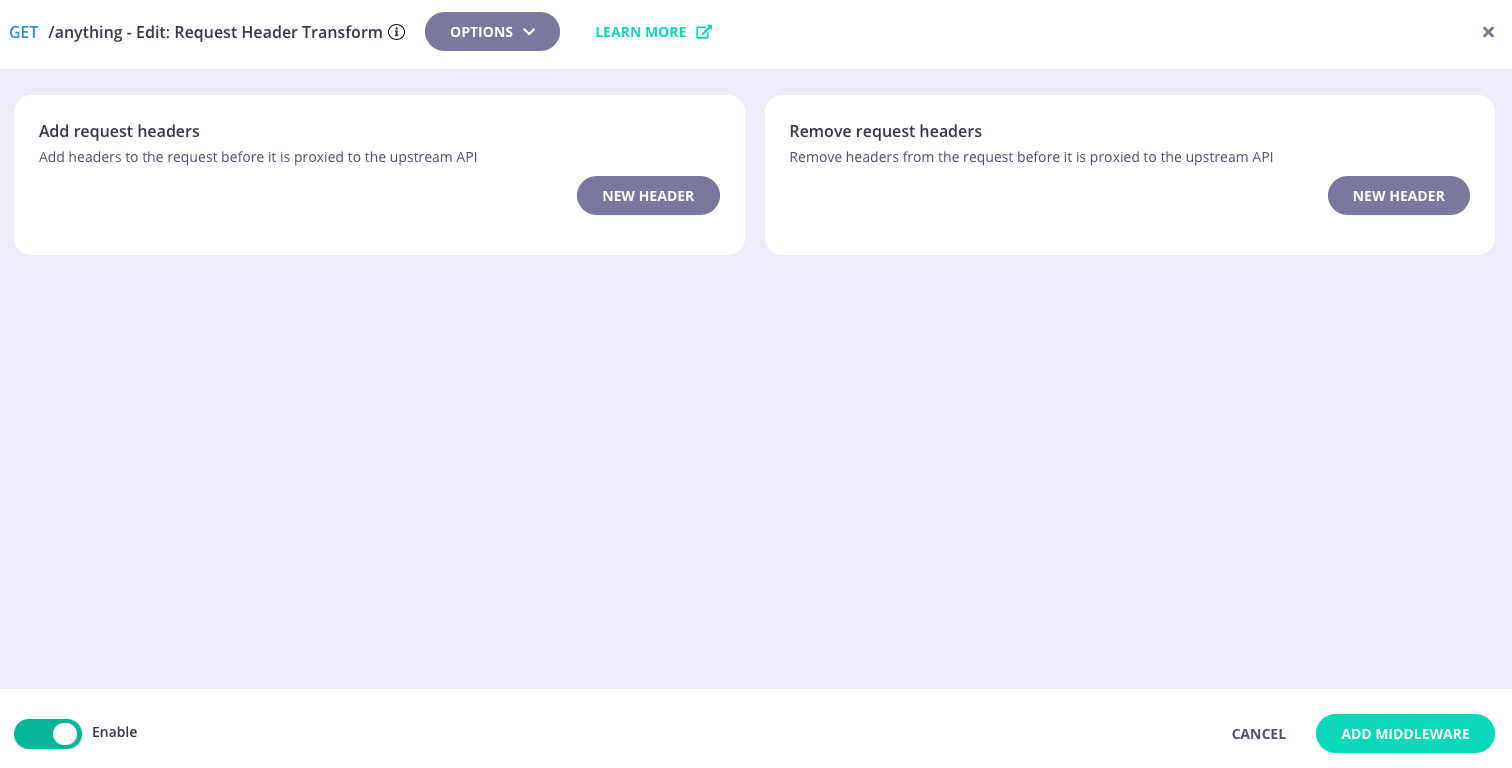 GET /anything - Edit: Request Header Transform OPTIONS LEARN MORE
Add request headers
Add headers to the request before it is proxied to the upstream API
NEW HEADER
Remove request headers
Remove headers from the request before it is proxied to the upstream API
NEW HEADER
Enable
CANCEL
ADD MIDDLEWARE